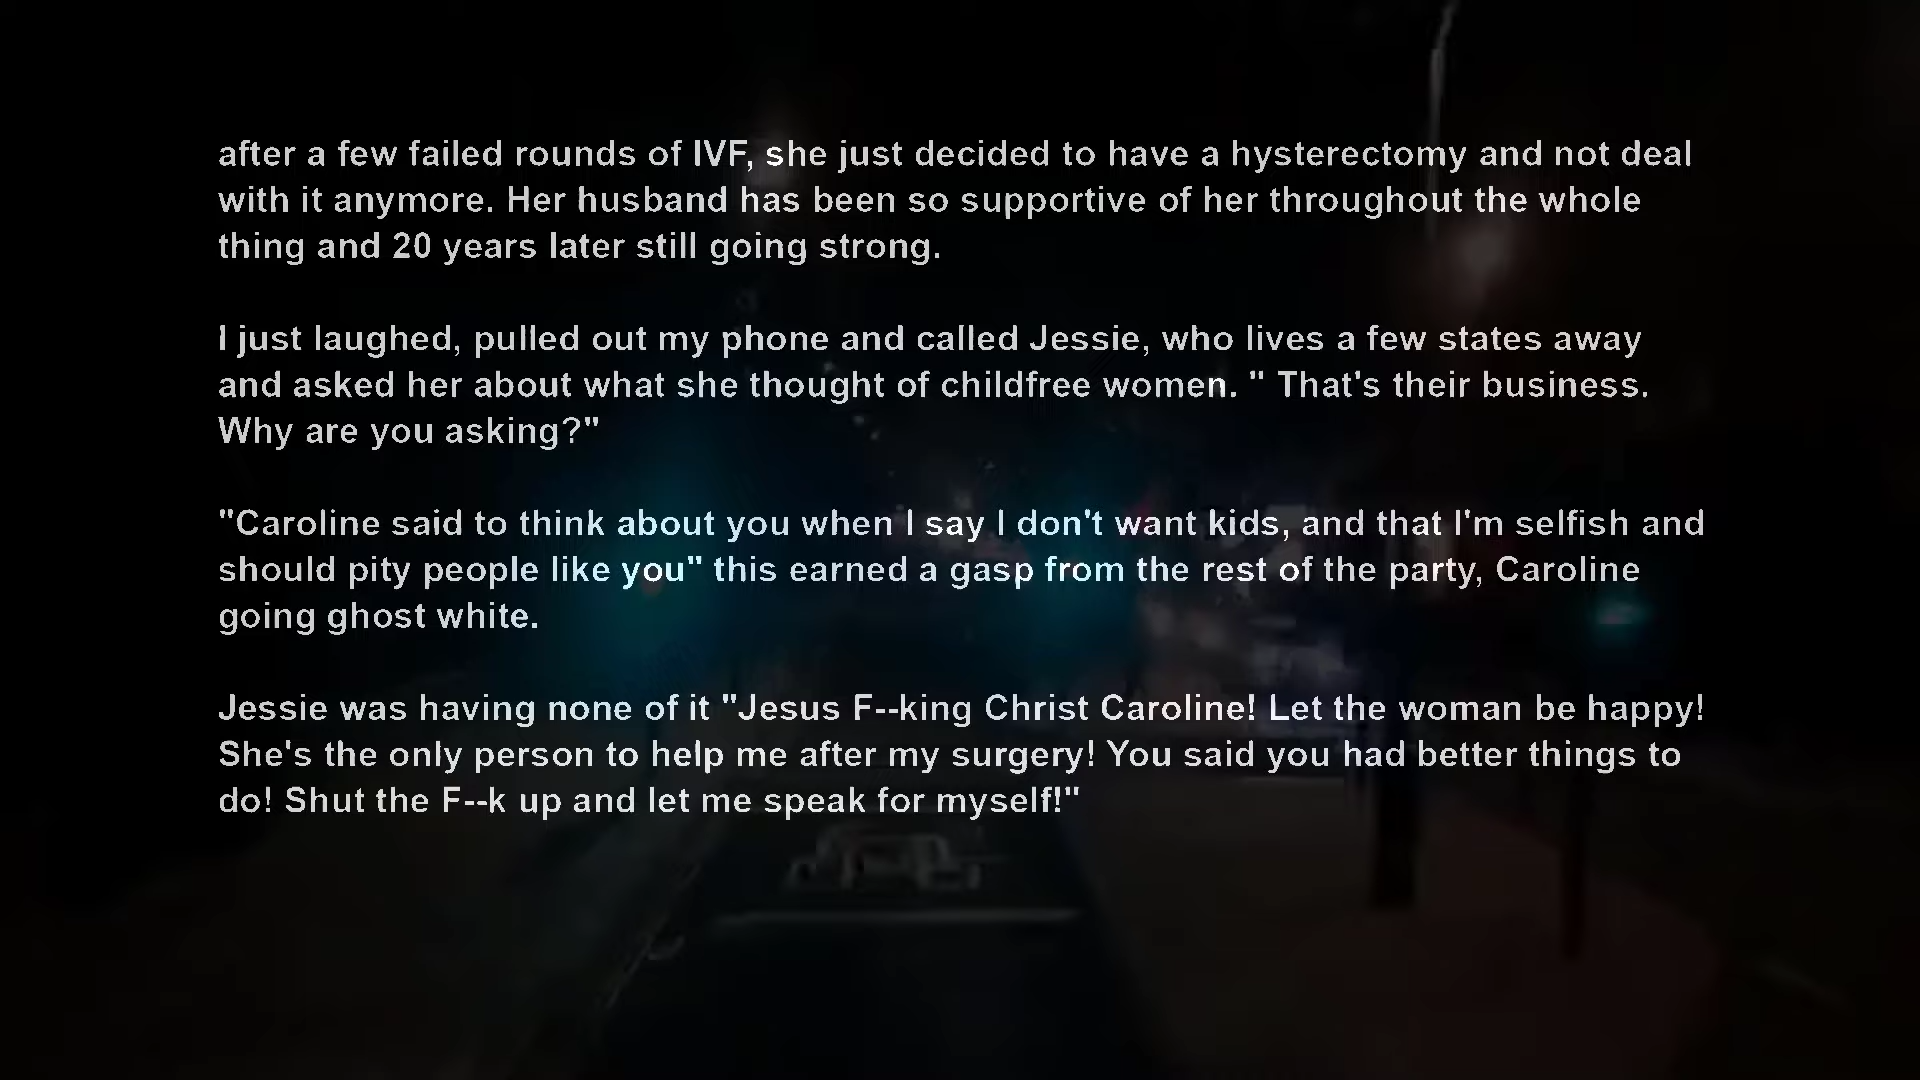 after a few failed rounds of IVF, she just decided to have a hysterectomy and not deal
with it anymore. Her husband has been so supportive of her throughout the whole
thing and 20 years later still going strong.
I just laughed, pulled out my phone and called Jessie, who lives a few states away
and asked her about what she thought of childfree women. " That's their business.
Why are you asking?"
"Caroline said to think about you when I say I don't want kids, and that I'm selfish and
should pity people like you" this earned a gasp from the rest of the party, Caroline
going ghost white.
Jessie was having none of it "Jesus F--king Christ Caroline! Let the woman be happy!
She's the only person to help me after my surgery! You said you had better things to
do! Shut the F--k up and let me speak for myself!"